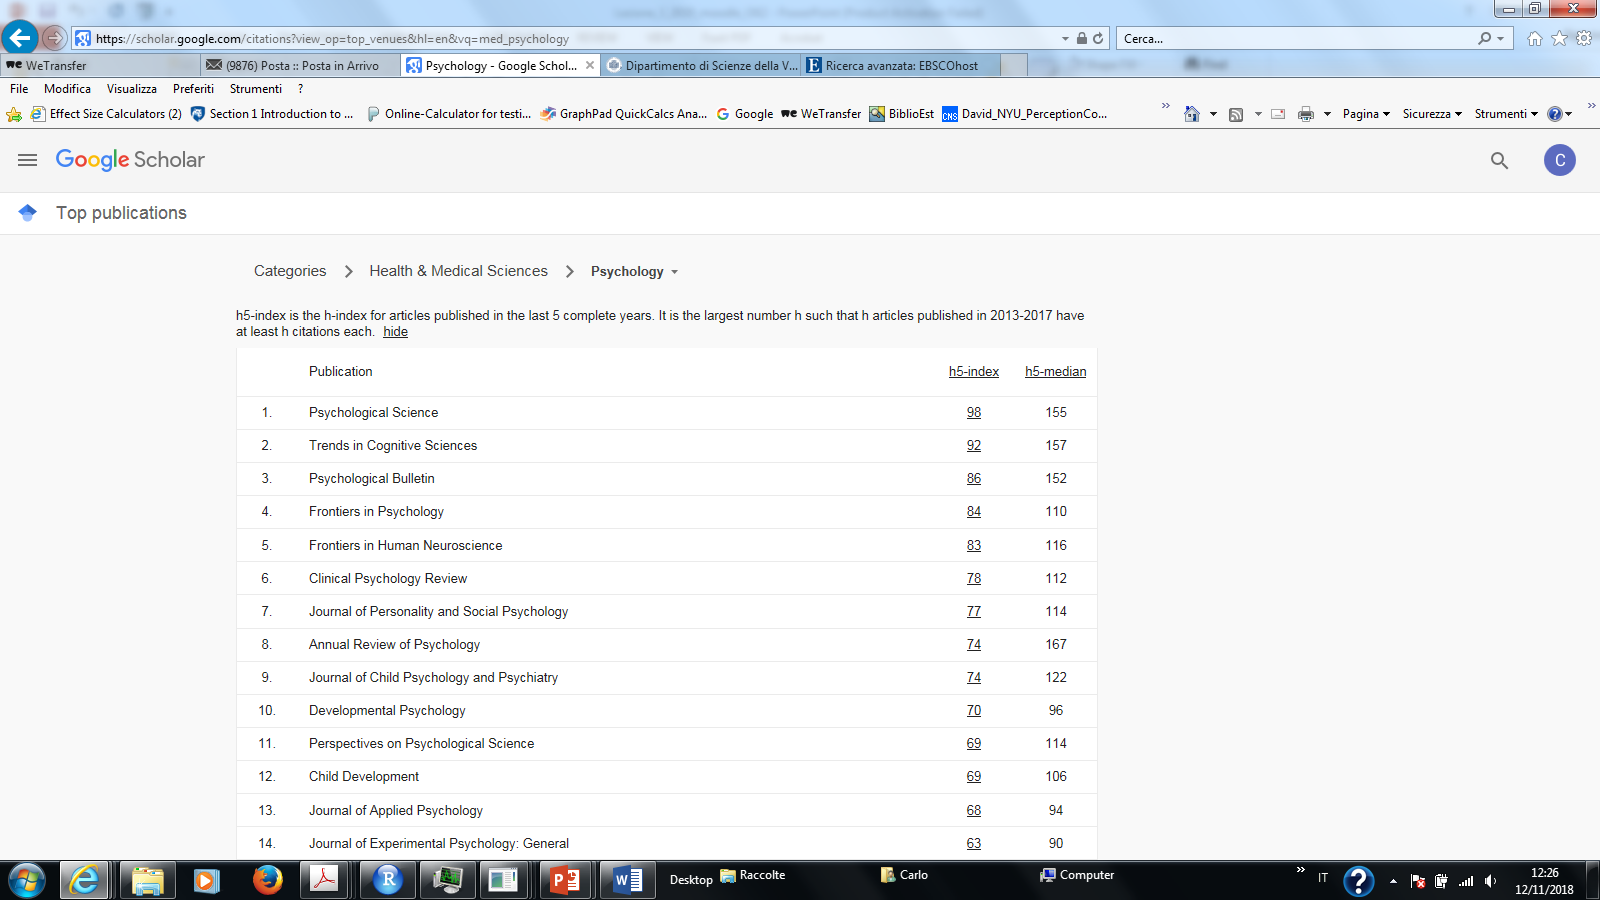 https://scholar.google.com/citations?view_op=top_venues&hl=en&vq=med_psychology
Cerca...
WeTransfer
(9876) Posta :: Posta in Arrivo
Psychology - Google Schol...
Dipartimento di Scienze della V...
Ricerca avanzata: EBSCOhost
File Modifica Visualizza Preferiti Strumenti ?
Effect Size Calculators (2) Section 1 Introduction to ... Online-Calculator for testi... GraphPad QuickCalcs Ana... Google WeTransfer BiblioEst David_NYU_PerceptionCo... » Pagina Sicurezza Strumenti »
Google Scholar
C
Top publications
Categories Health & Medical Sciences Psychology
h5-index is the h-index for articles published in the last 5 complete years. It is the largest number h such that h articles published in 2013-2017 have
at least h citations each. hide
Publication h5-index h5-median
1. Psychological Science 98 155
2. Trends in Cognitive Sciences 92 157
3. Psychological Bulletin 86 152
4. Frontiers in Psychology 84 110
5. Frontiers in Human Neuroscience 83 116
6. Clinical Psychology Review 78 112
7. Journal of Personality and Social Psychology 77 114
8. Annual Review of Psychology 74 167
9. Journal of Child Psychology and Psychiatry 74 122
10. Developmental Psychology 70 96
11. Perspectives on Psychological Science 69 114
12. Child Development 69 106
13. Journal of Applied Psychology 68 94
14. Journal of Experimental Psychology: General 63 90
Desktop Raccolte Carlo Computer » IT 12:26
12/11/2018